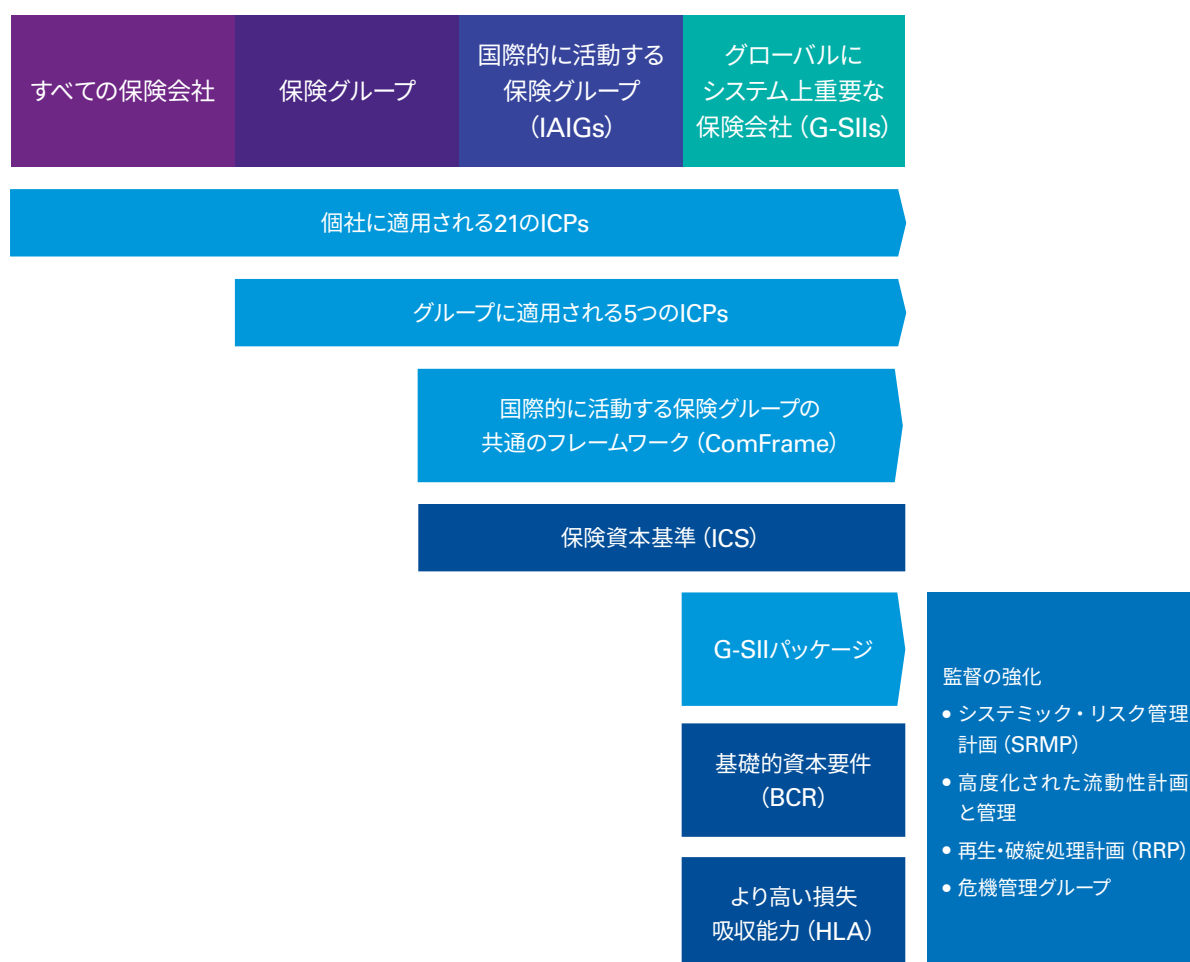 すべての保険会社
保険グループ
国際的に活動する
保険グループ
（IAIGs）
グローバルに
システム上重要な
保険会社（G-SIIs）
個社に適用される21のICPs
グループに適用される5つのICPs
国際的に活動する保険グループの
共通のフレームワーク（ComFrame）
保険資本基準（ICS）
G-SIIパッケージ
基礎的資本要件
（BCR）
より高い損失
吸収能力（HLA）
監督の強化
• システミック・リスク管理
計画（SRMP）
• 高度化された流動性計画
と管理
• 再生・破綻処理計画（RRP）
• 危機管理グループ